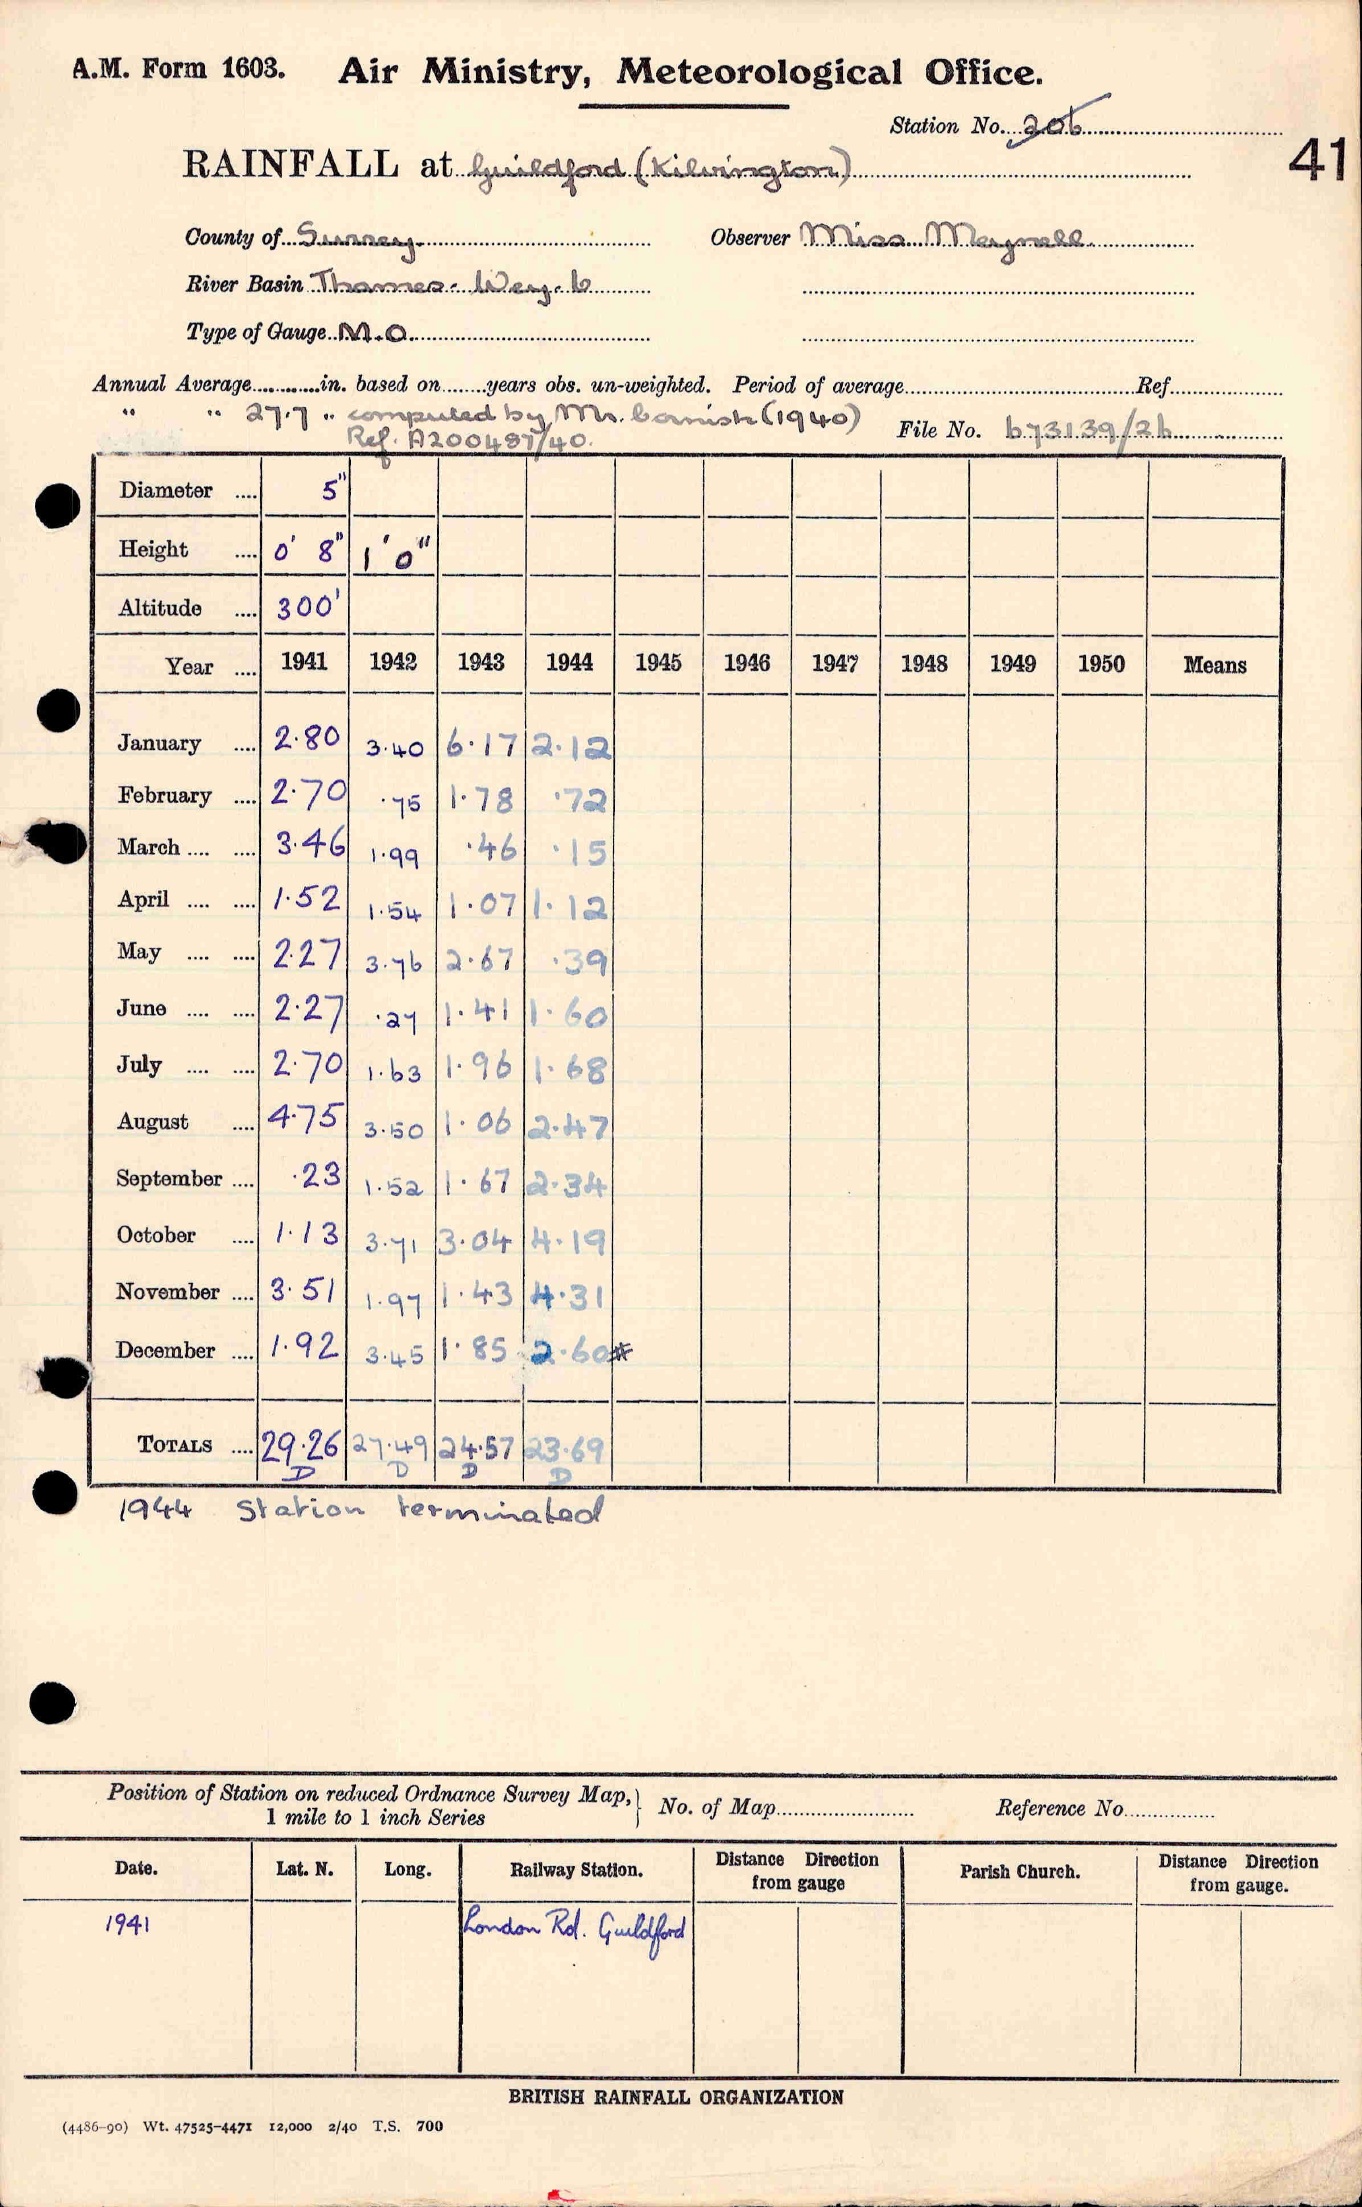 A.M. Form 1603. Air Ministry, Meteorological Office.
Station No. 206
41
RAINFALL at Guildford (Kilvington)
County of Surrey. Observer Miss Meynell.
River Basin Thames - Wey. 6
Type of Gauge M.O.
Annual Average............in. based on........years obs. un-weighted. Period of average........Ref........
" " 27.7 " computed by Mr. Cornish (1940)
Ref. A200487/40. File No. 673139/26
Diameter .... 5"
Height .... 0' 8" 1' 0"
Altitude .... 300'
Year .... 1941 1942 1943 1944 1945 1946 1947 1948 1949 1950 Means
January .... 2.80 3.40 6.17 2.12
February .... 2.70 .75 1.78 .72
March .... .... 3.46 1.99 .46 .15
April .... .... 1.52 1.54 1.07 1.12
May .... .... 2.27 3.76 2.67 .39
June .... .... 2.27 .27 1.41 1.60
July .... .... 2.70 1.63 1.96 1.68
August .... 4.75 3.50 1.06 2.47
September .... .23 1.52 1.67 2.34
October .... 1.13 3.71 3.04 4.19
November .... 3.51 1.97 1.43 4.31
December .... 1.92 3.45 1.85 2.60#
TOTALS .... 29.26 27.49 24.57 23.69
D D D D
1944 Station terminated
Position of Station on reduced Ordnance Survey Map, } No. of Map........ Reference No........
1 mile to 1 inch Series
Date. Lat. N. Long. Railway Station. Distance Direction from gauge Parish Church. Distance Direction from gauge.
1941 London Rd. Guildford
BRITISH RAINFALL ORGANIZATION
(4486-90) Wt. 47525-4471 12,000 2/40 T.S. 700